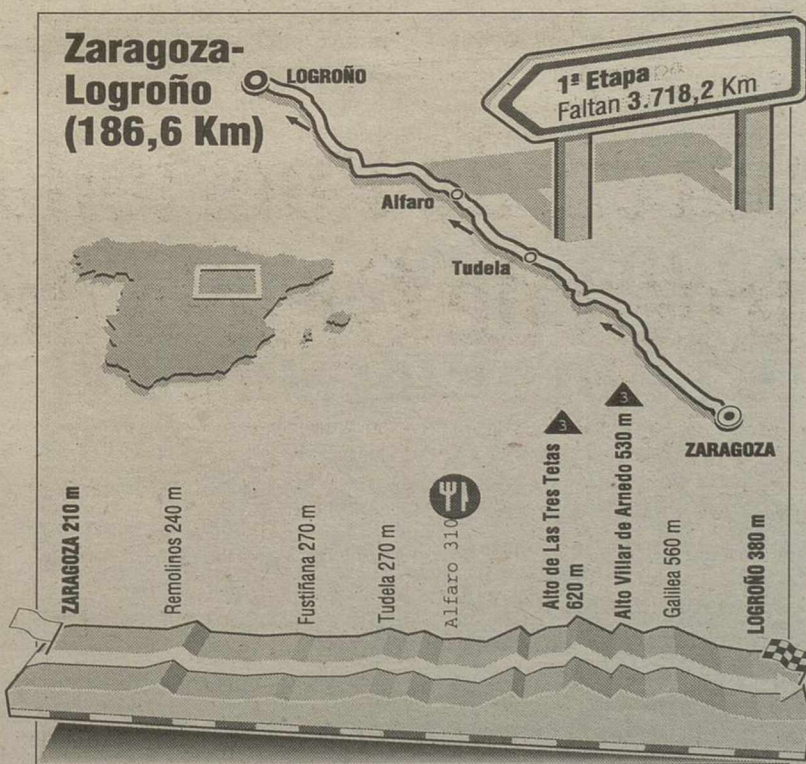 Zaragoza-
Logroño
(186,6 Km)
LOGROÑO
1ª Etapa
Faltan 3.718,2 Km
Alfaro
Tudela
ZARAGOZA
ZARAGOZA 210 m
Remolinos 240 m
Fustiñana 270 m
Tudela 270 m
Alfaro 310
3
Alto de Las Tres Tetas
620 m
3
Alto Villar de Arnedo 530 m
Galilea 560 m
LOGROÑO 380 m